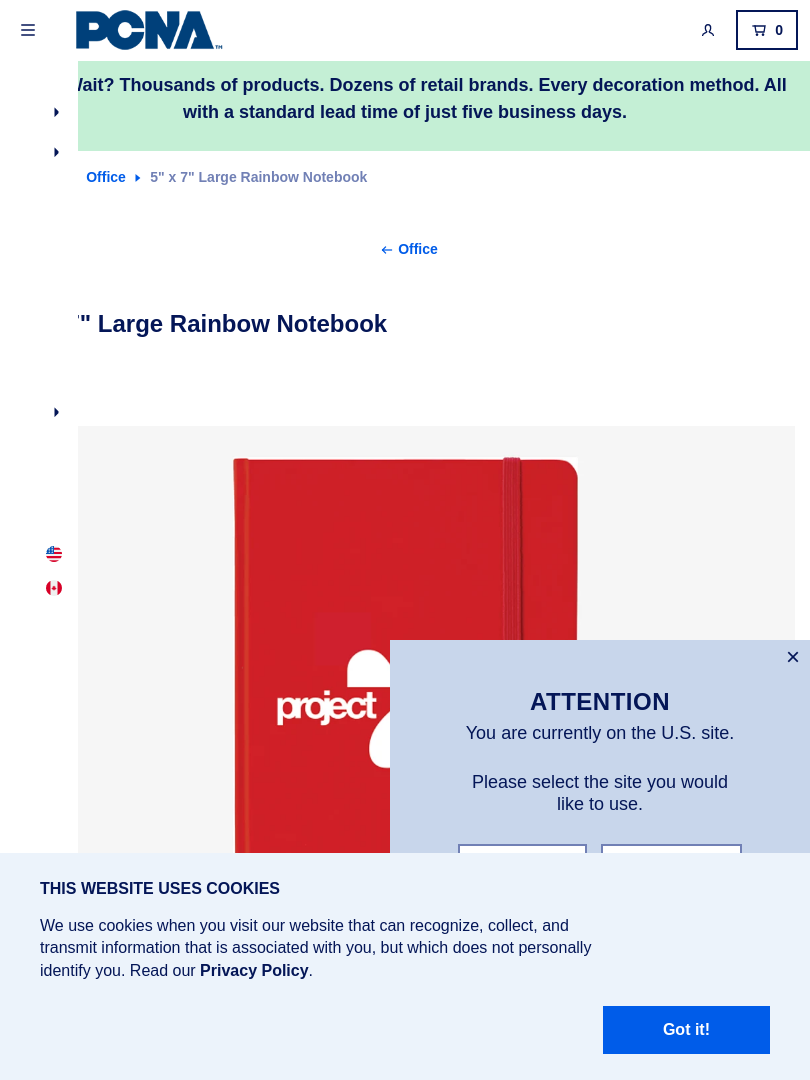 PCNA™
0
Wait? Thousands of products. Dozens of retail brands. Every decoration method. All
with a standard lead time of just five business days.
Office 5" x 7" Large Rainbow Notebook
Office
" Large Rainbow Notebook
project
ATTENTION
You are currently on the U.S. site.
Please select the site you would
like to use.
THIS WEBSITE USES COOKIES
We use cookies when you visit our website that can recognize, collect, and
transmit information that is associated with you, but which does not personally
identify you. Read our Privacy Policy.
Got it!